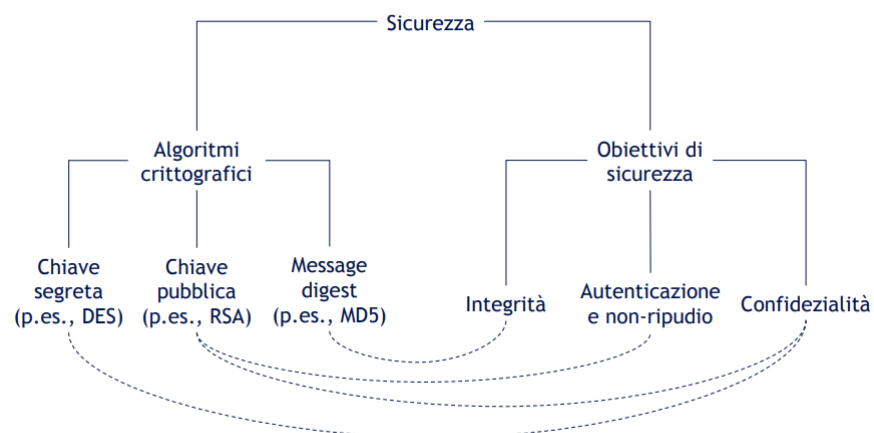 Sicurezza
Algoritmi
crittografici
Obiettivi di
sicurezza
Chiave
segreta
(p.es., DES)
Chiave
pubblica
(p.es., RSA)
Message
digest
(p.es., MD5)
Integrità
Autenticazione
e non-ripudio
Confidezialità